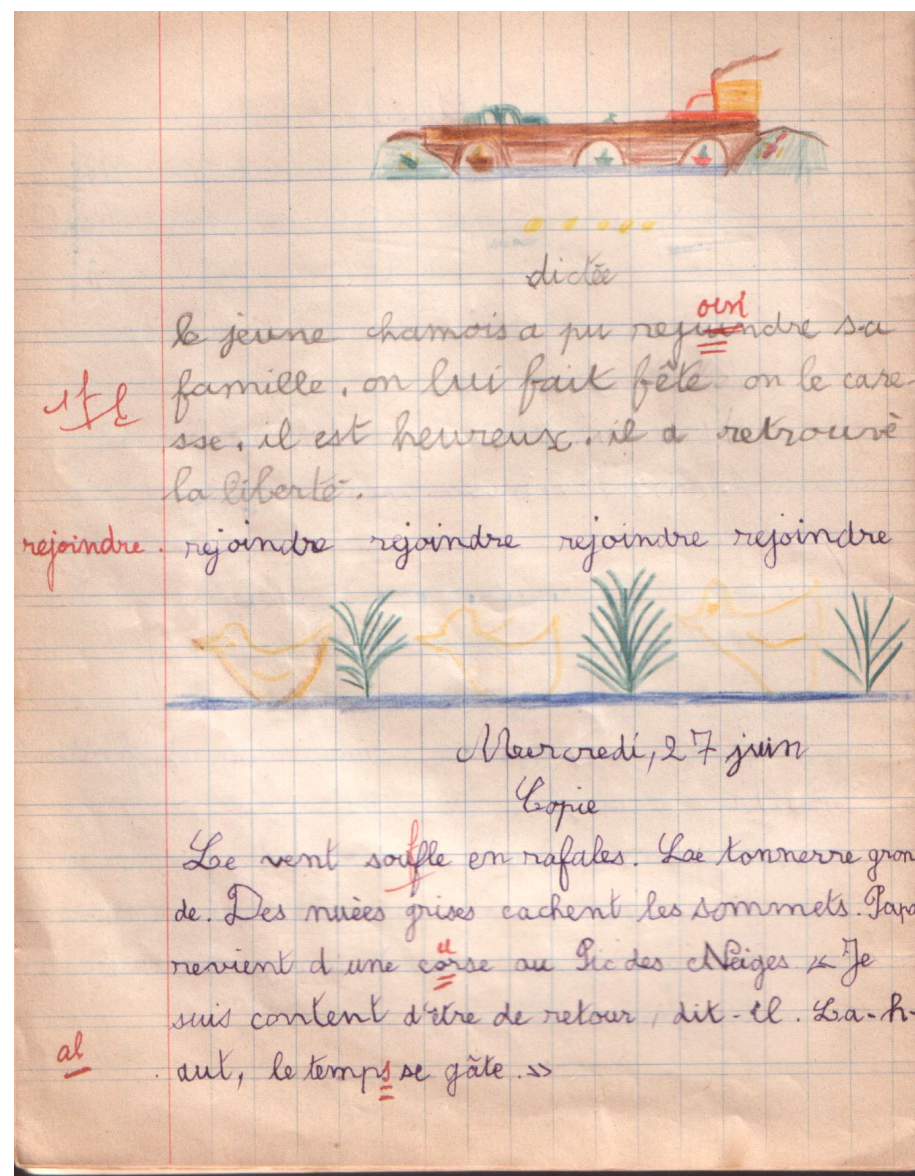 dictée
oin
le jeune chamois a pu rejuindre sa
famille. on lui fait fête on le care-
sse. il est heureux. il a retrouvé
la liberté.
rejoindre. rejoindre rejoindre rejoindre rejoindre
Mercredi, 27 juin
Copie
Le vent souffle en rafales. Le tonnerre gron
de. Des nuées grises cachent les sommets. Papa
revient d une corse au Pic des Neiges « Je
u
suis content d'être de retour, dit-il. La-h-
al
aut, le temps se gâte. »